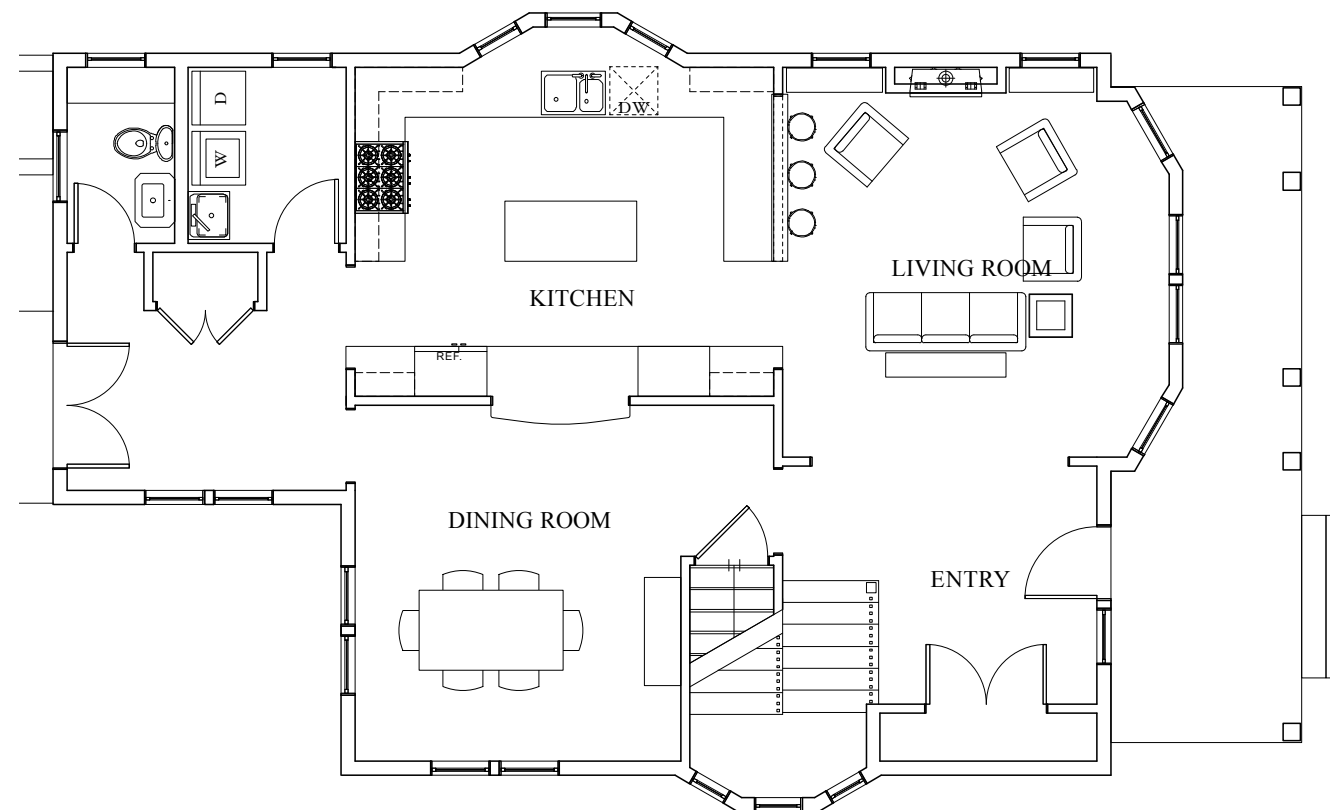 D
DW
W
LIVING ROOM
KITCHEN
REF.
DINING ROOM
ENTRY